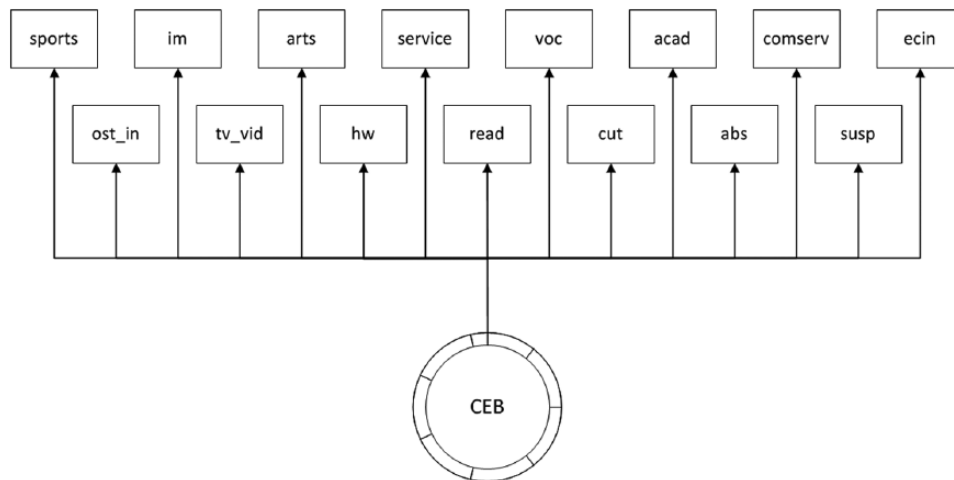 sports im arts service voc acad comserv ecin
ost_in tv_vid hw read cut abs susp
CEB